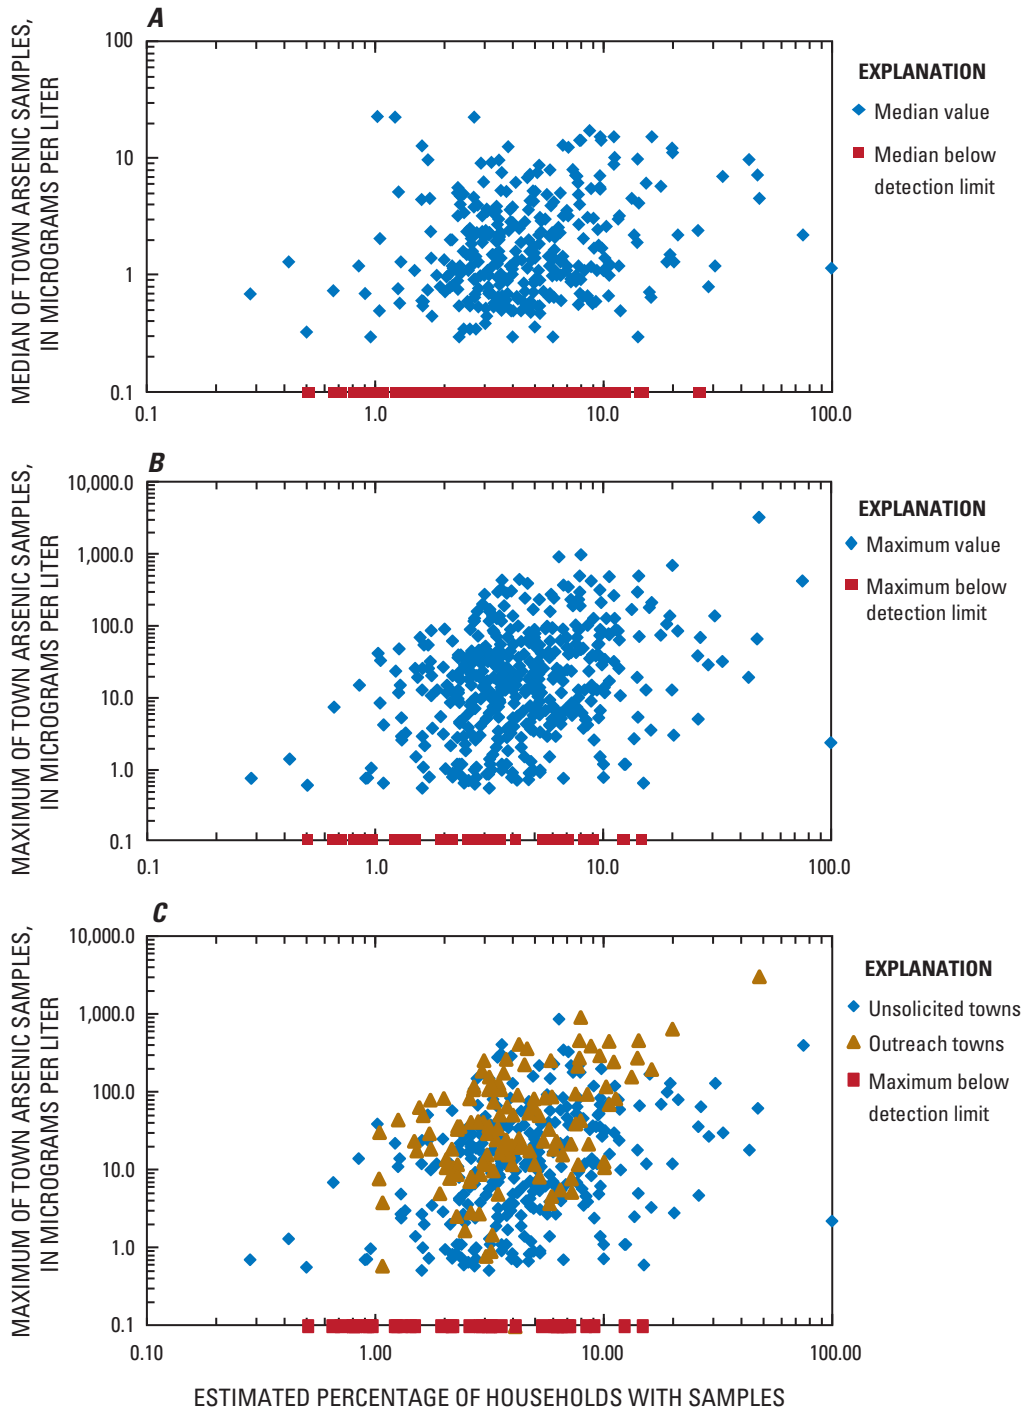 A
MEDIAN OF TOWN ARSENIC SAMPLES,
IN MICROGRAMS PER LITER
100
10
1
0.1
0.1 1.0 10.0 100.0
EXPLANATION
Median value
Median below
detection limit
B
MAXIMUM OF TOWN ARSENIC SAMPLES,
IN MICROGRAMS PER LITER
10,000.0
1,000.0
100.0
10.0
1.0
0.1
0.1 1.0 10.0 100.0
EXPLANATION
Maximum value
Maximum below
detection limit
C
MAXIMUM OF TOWN ARSENIC SAMPLES,
IN MICROGRAMS PER LITER
10,000.0
1,000.0
100.0
10.0
1.0
0.1
0.10 1.00 10.00 100.00
EXPLANATION
Unsolicited towns
Outreach towns
Maximum below
detection limit
ESTIMATED PERCENTAGE OF HOUSEHOLDS WITH SAMPLES